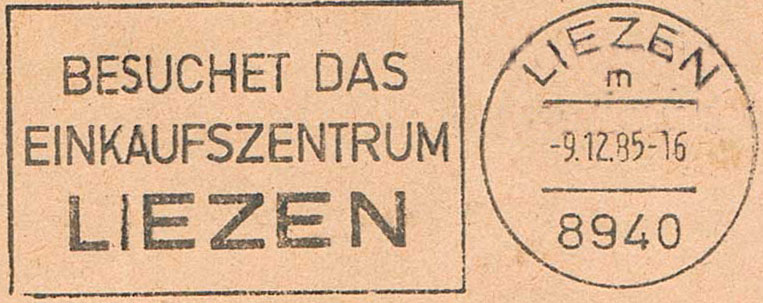 BESUCHET DAS
EINKAUFSZENTRUM
LIEZEN
LIEZEN
m
-9.12.85-16
8940